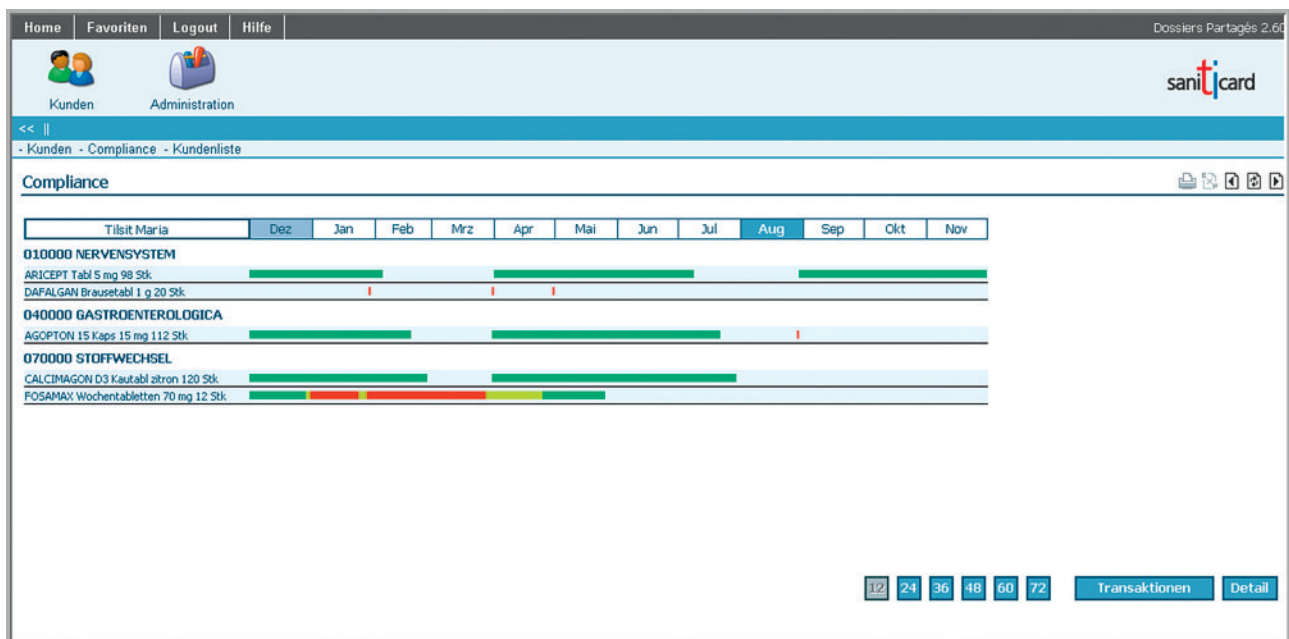 Home Favoriten Logout Hilfe Dossiers Partagés 2.60
Kunden Administration
saniticard
<< ||
- Kunden - Compliance - Kundenliste
Compliance
Tilsit Maria Dez Jan Feb Mrz Apr Mai Jun Jul Aug Sep Okt Nov
010000 NERVENSYSTEM
ARICEPT Tabl 5 mg 98 Stk
DAFALGAN Brausetabl 1 g 20 Stk
040000 GASTROENTEROLOGICA
AGOPTON 15 Kaps 15 mg 112 Stk
070000 STOFFWECHSEL
CALCIMAGON D3 Kautabl zitron 120 Stk
FOSAMAX Wochentabletten 70 mg 12 Stk
12 24 36 48 60 72 Transaktionen Detail